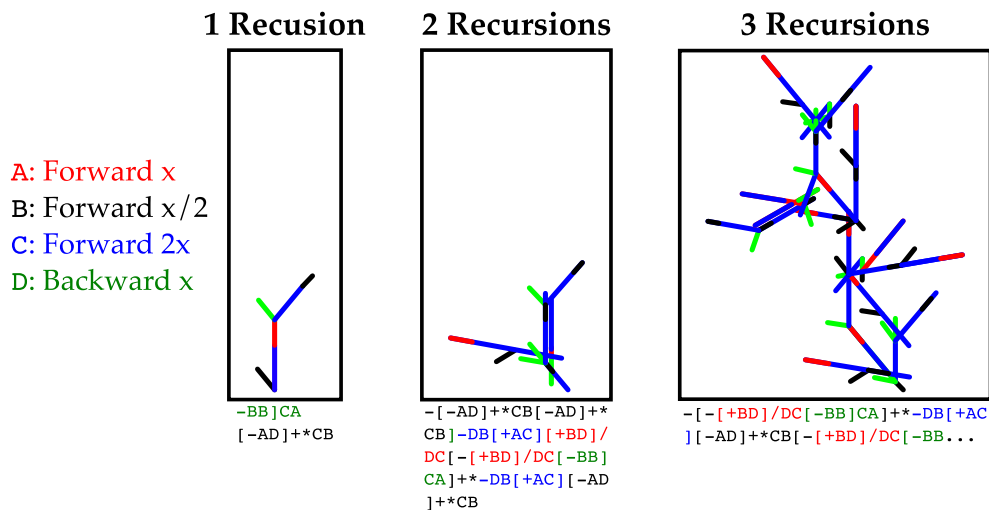 1 Recusion
2 Recursions
3 Recursions
A: Forward x
B: Forward x/2
C: Forward 2x
D: Backward x
-BB]CA
[-AD]+*CB
-[-AD]+*CB[-AD]+*
CB]-DB[+AC][+BD]/
DC[-[+BD]/DC[-BB]
CA]+*-DB[+AC][-AD
]+*CB
-[-[+BD]/DC[-BB]CA]+*-DB[+AC
][-AD]+*CB[-[+BD]/DC[-BB...